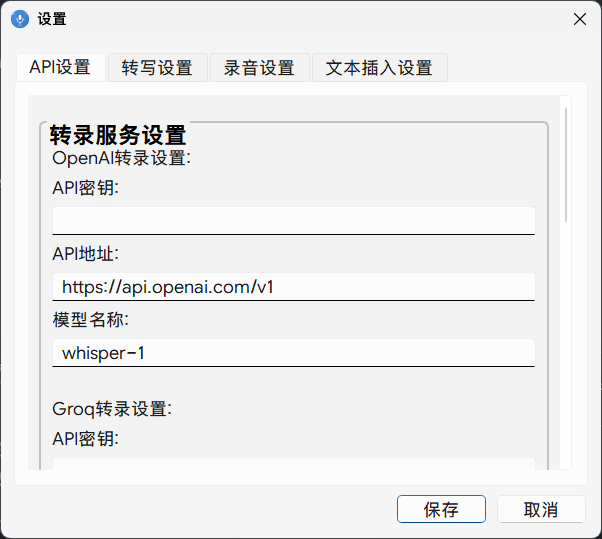 设置
API设置 转写设置 录音设置 文本插入设置
转录服务设置
OpenAI转录设置:
API密钥:
API地址:
https://api.openai.com/v1
模型名称:
whisper-1
Groq转录设置:
API密钥:
保存 取消